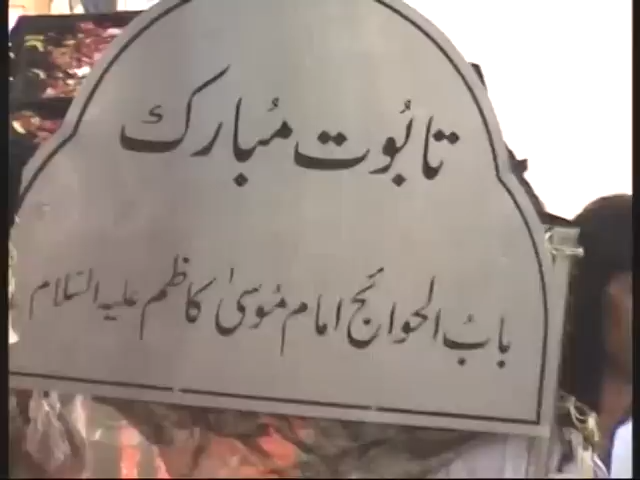 تابُوت مُبارک
بابُ الحوائج امام مُوسیٰ کاظم علیہ السّلام